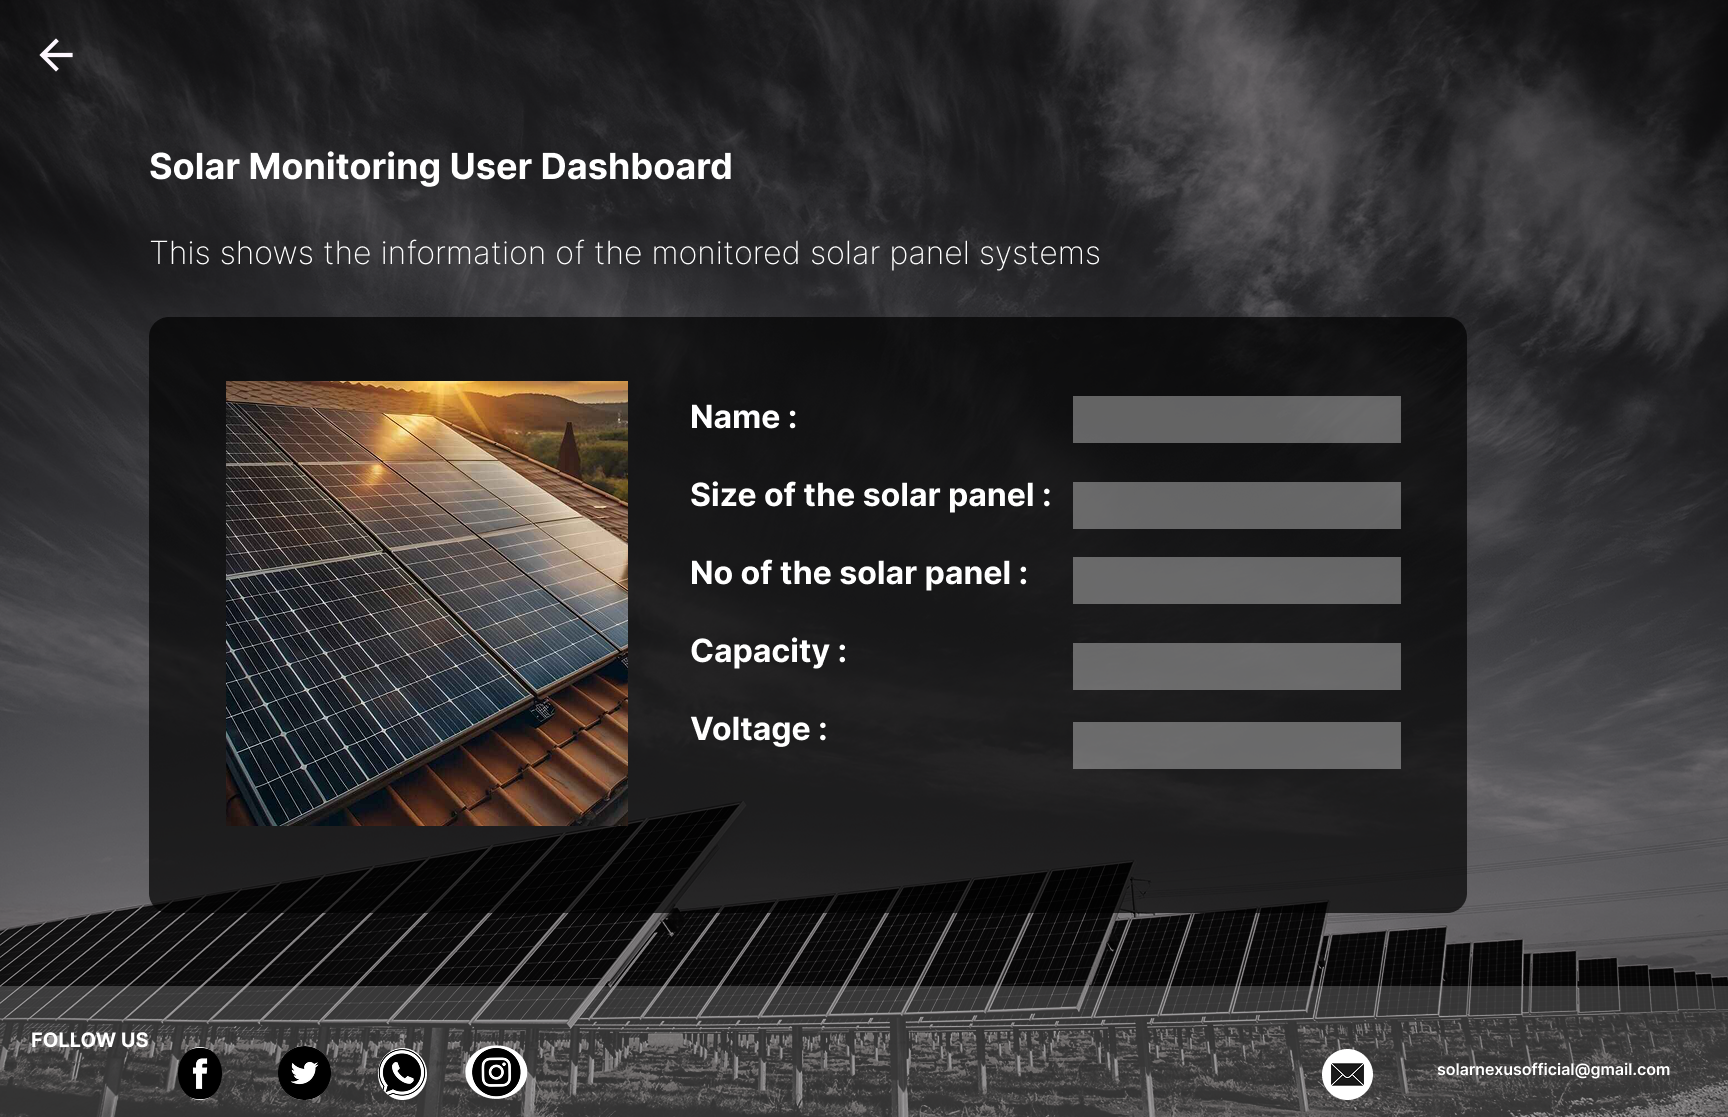 Solar Monitoring User Dashboard
This shows the information of the monitored solar panel systems
Name :
Size of the solar panel :
No of the solar panel :
Capacity :
Voltage :
FOLLOW US
solarnexusofficial@gmail.com